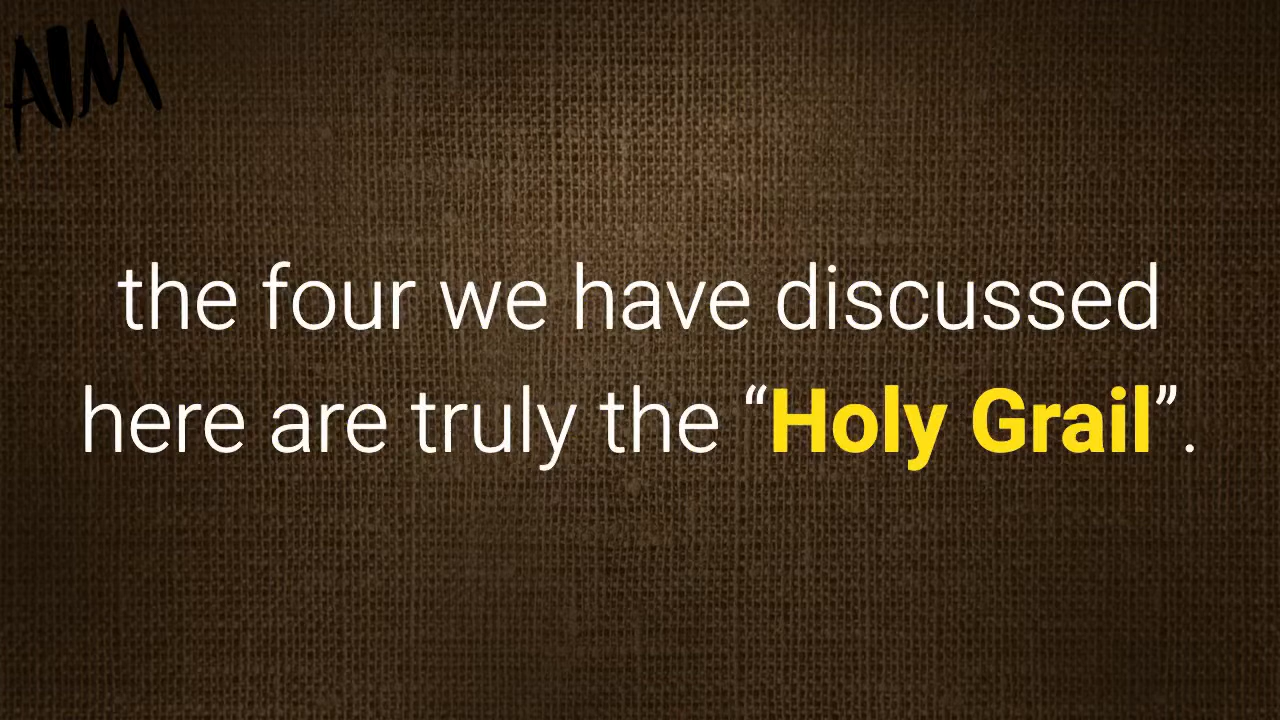 AIM
the four we have discussed
here are truly the “Holy Grail”.